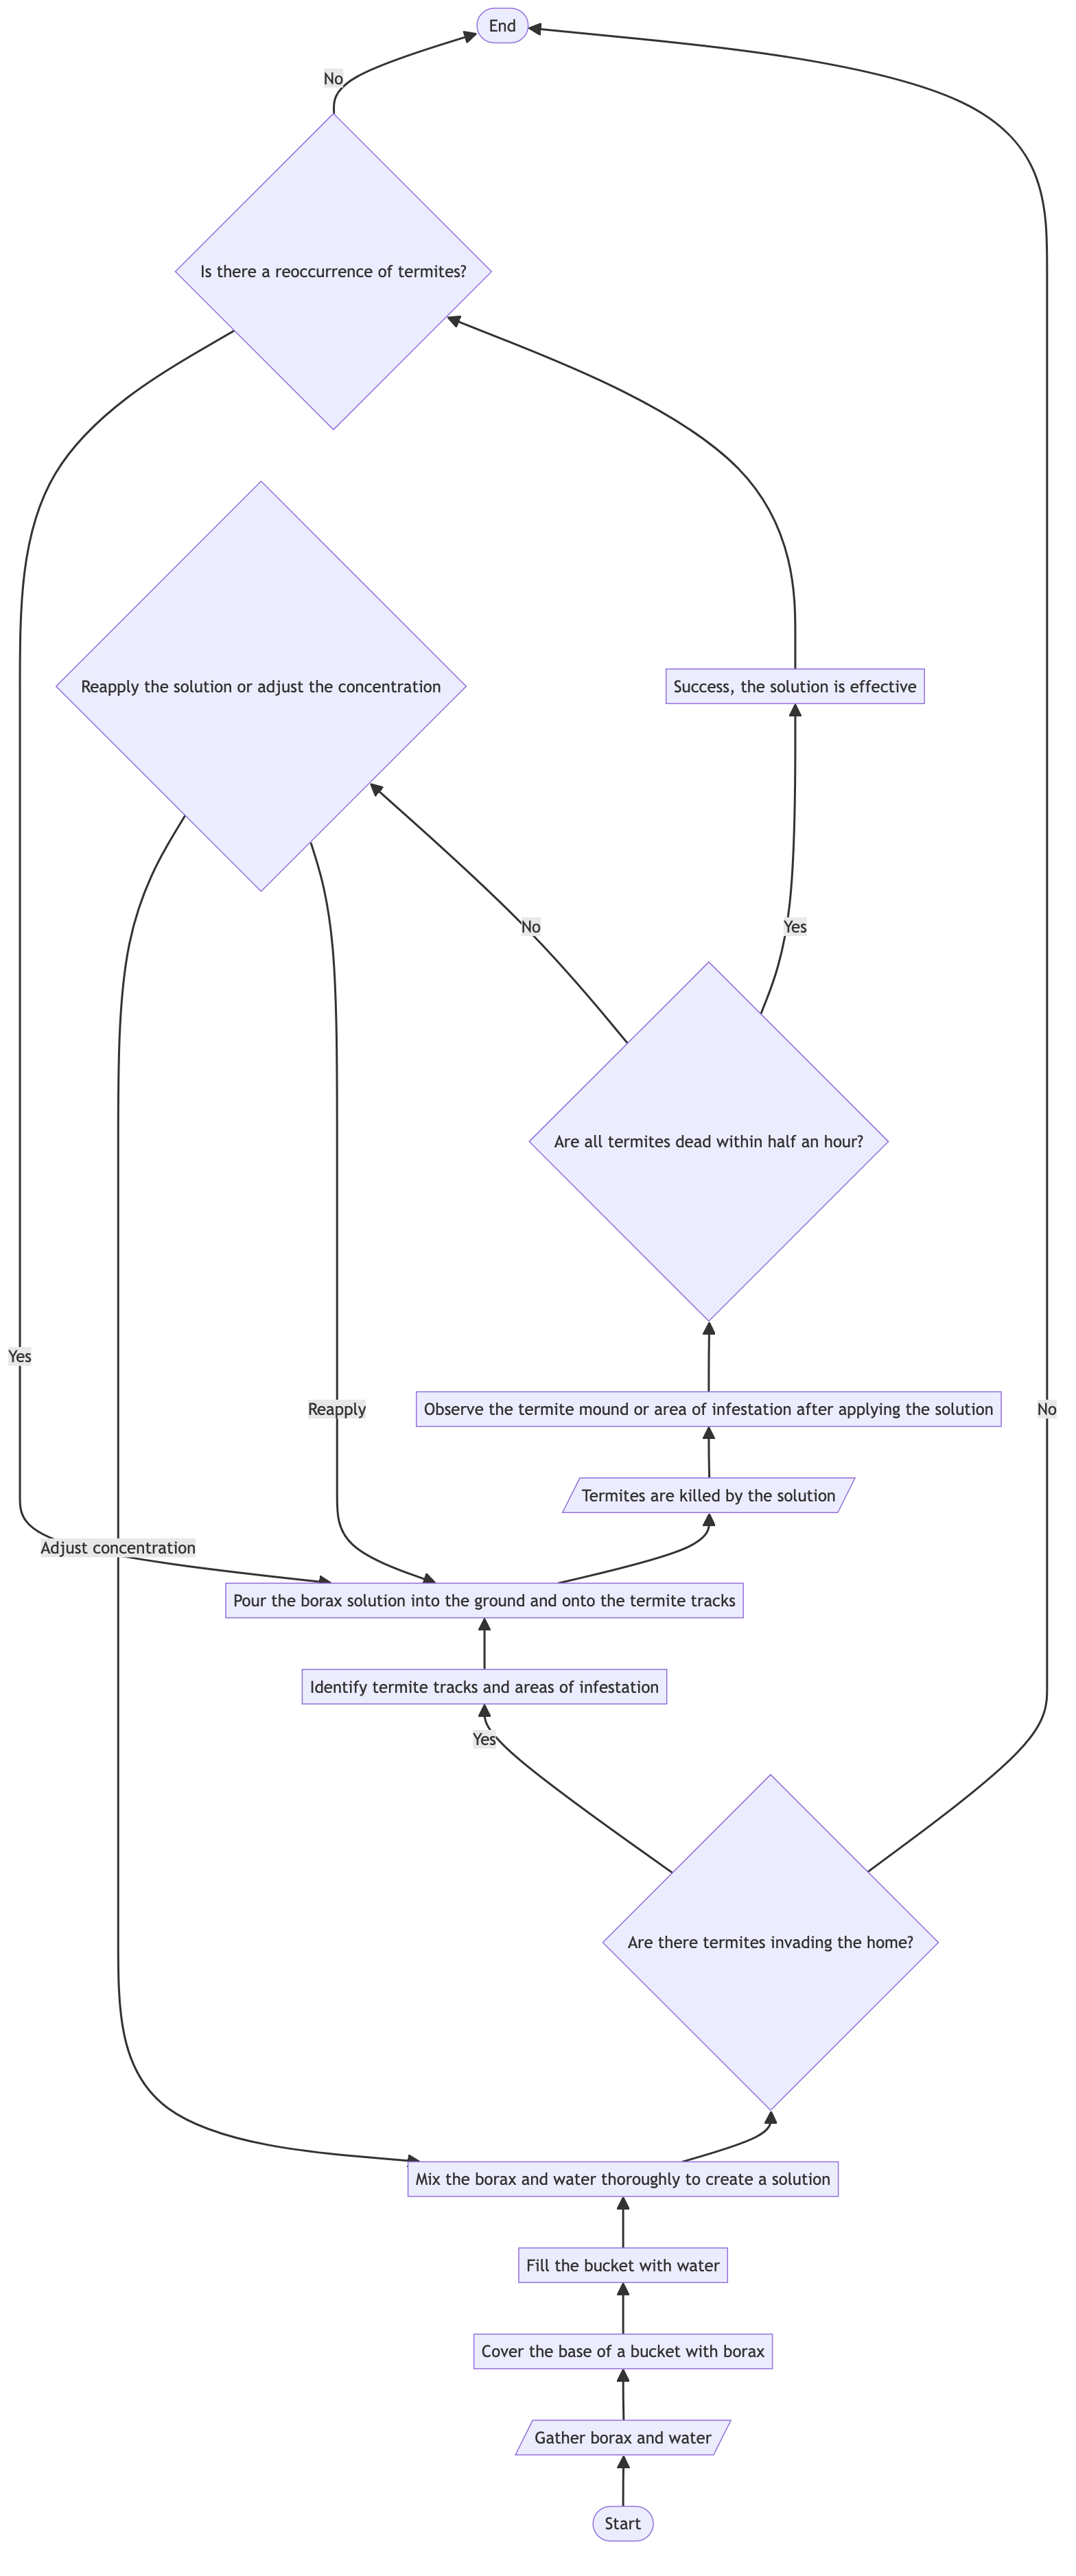 End
No
Is there a reoccurrence of termites?
Reapply the solution or adjust the concentration
Success, the solution is effective
No
Yes
Are all termites dead within half an hour?
Yes
Reapply
Observe the termite mound or area of infestation after applying the solution
No
Termites are killed by the solution
Adjust concentration
Pour the borax solution into the ground and onto the termite tracks
Identify termite tracks and areas of infestation
Yes
Are there termites invading the home?
Mix the borax and water thoroughly to create a solution
Fill the bucket with water
Cover the base of a bucket with borax
Gather borax and water
Start